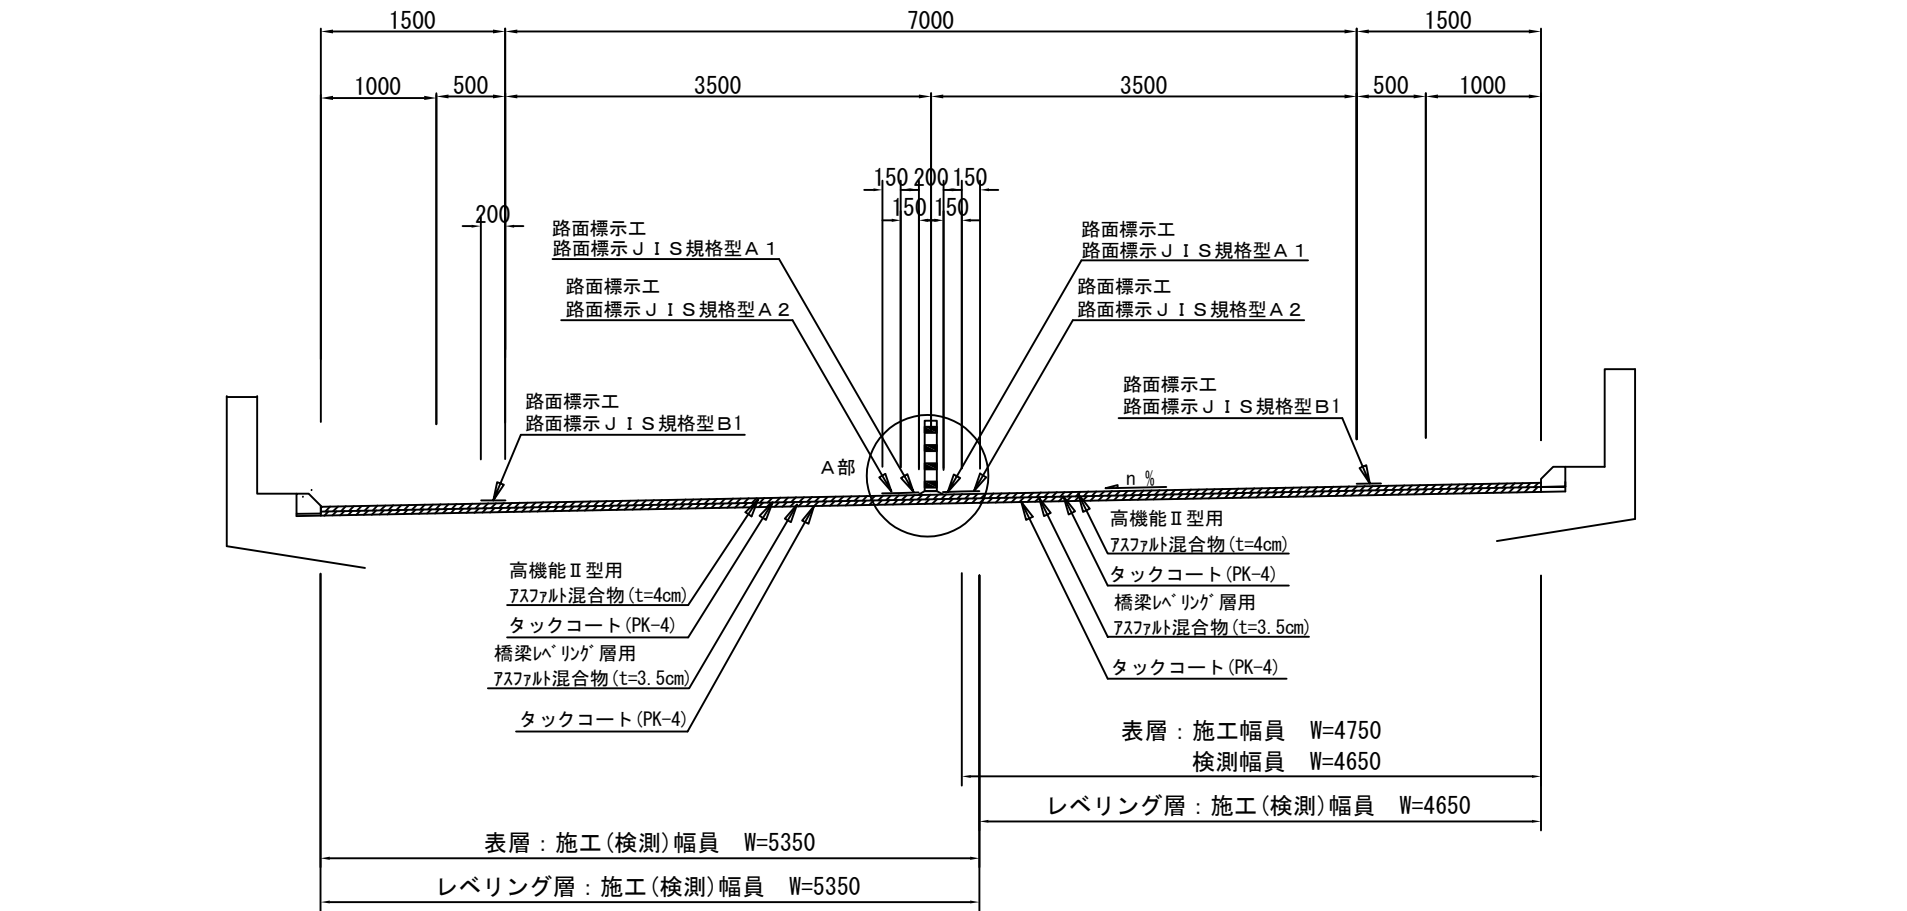 1500 7000 1500
1000 500 3500 3500 500 1000
150 200 150
150 150
200
路面標示工
路面標示ＪＩＳ規格型Ａ１
路面標示工
路面標示ＪＩＳ規格型Ａ２
路面標示工
路面標示ＪＩＳ規格型Ａ１
路面標示工
路面標示ＪＩＳ規格型Ａ２
路面標示工
路面標示ＪＩＳ規格型B1
路面標示工
路面標示ＪＩＳ規格型B1
Ａ部
n %
高機能Ⅱ型用
ｱｽﾌｧﾙﾄ混合物(t=4cm)
タックコート(PK-4)
橋梁ﾚﾍﾞﾘﾝｸﾞ層用
ｱｽﾌｧﾙﾄ混合物(t=3.5cm)
タックコート(PK-4)
高機能Ⅱ型用
ｱｽﾌｧﾙﾄ混合物(t=4cm)
タックコート(PK-4)
橋梁ﾚﾍﾞﾘﾝｸﾞ層用
ｱｽﾌｧﾙﾄ混合物(t=3.5cm)
タックコート(PK-4)
表層：施工幅員　W=4750
検測幅員　W=4650
レベリング層：施工(検測)幅員　W=4650
表層：施工(検測)幅員　W=5350
レベリング層：施工(検測)幅員　W=5350